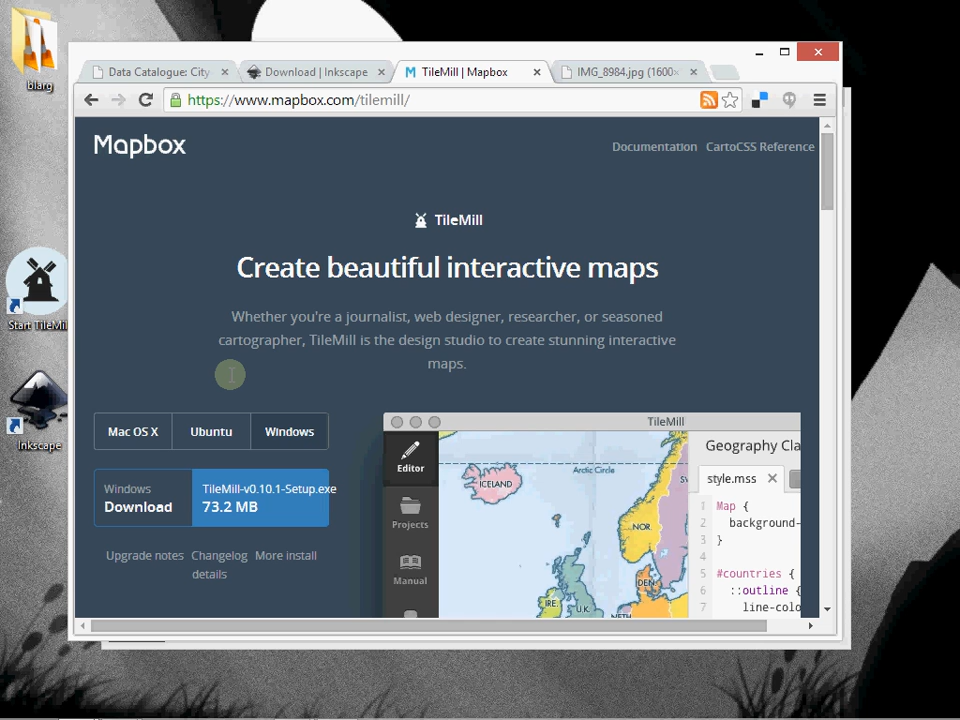 Blarg
Data Catalogue: City
Download | Inkscape
TileMill | Mapbox
IMG_8984.jpg (1600×
https://www.mapbox.com/tilemill/
Mapbox
Documentation
CartoCSS Reference
TileMill
Create beautiful interactive maps
Whether you're a journalist, web designer, researcher, or seasoned
cartographer, TileMill is the design studio to create stunning interactive
maps.
Start TileMil
Inkscape
Mac OS X
Ubuntu
Windows
Windows
Download
TileMill-v0.10.1-Setup.exe
73.2 MB
Upgrade notes
Changelog
More install
details
TileMill
Editor
Projects
Manual
Arctic Circle
ICELAND
SV
NOR.
DEN.
IRE.
U.K.
NETH
Geography Cla
style.mss
1 Map {
2 background-
3 }
4
5 #countries {
6 ::outline {
7 line-colo